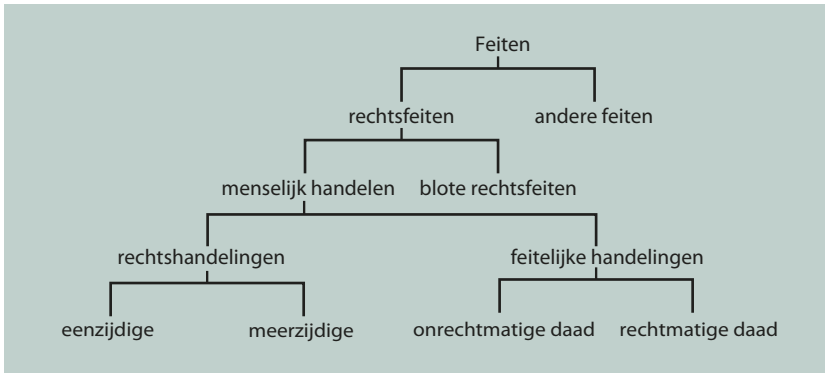 Feiten
rechtsfeiten andere feiten
menselijk handelen blote rechtsfeiten
rechtshandelingen feitelijke handelingen
eenzijdige meerzijdige onrechtmatige daad rechtmatige daad